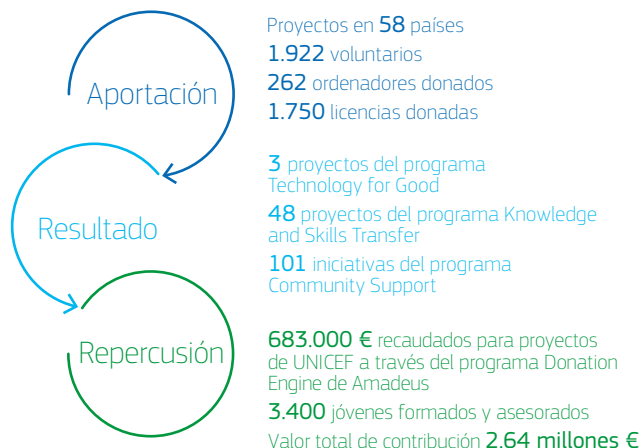 Aportación
Proyectos en 58 países
1.922 voluntarios
262 ordenadores donados
1.750 licencias donadas
Resultado
3 proyectos del programa
Technology for Good
48 proyectos del programa Knowledge
and Skills Transfer
101 iniciativas del programa
Community Support
Repercusión
683.000 € recaudados para proyectos
de UNICEF a través del programa Donation
Engine de Amadeus
3.400 jóvenes formados y asesorados
Valor total de contribución 2,64 millones €